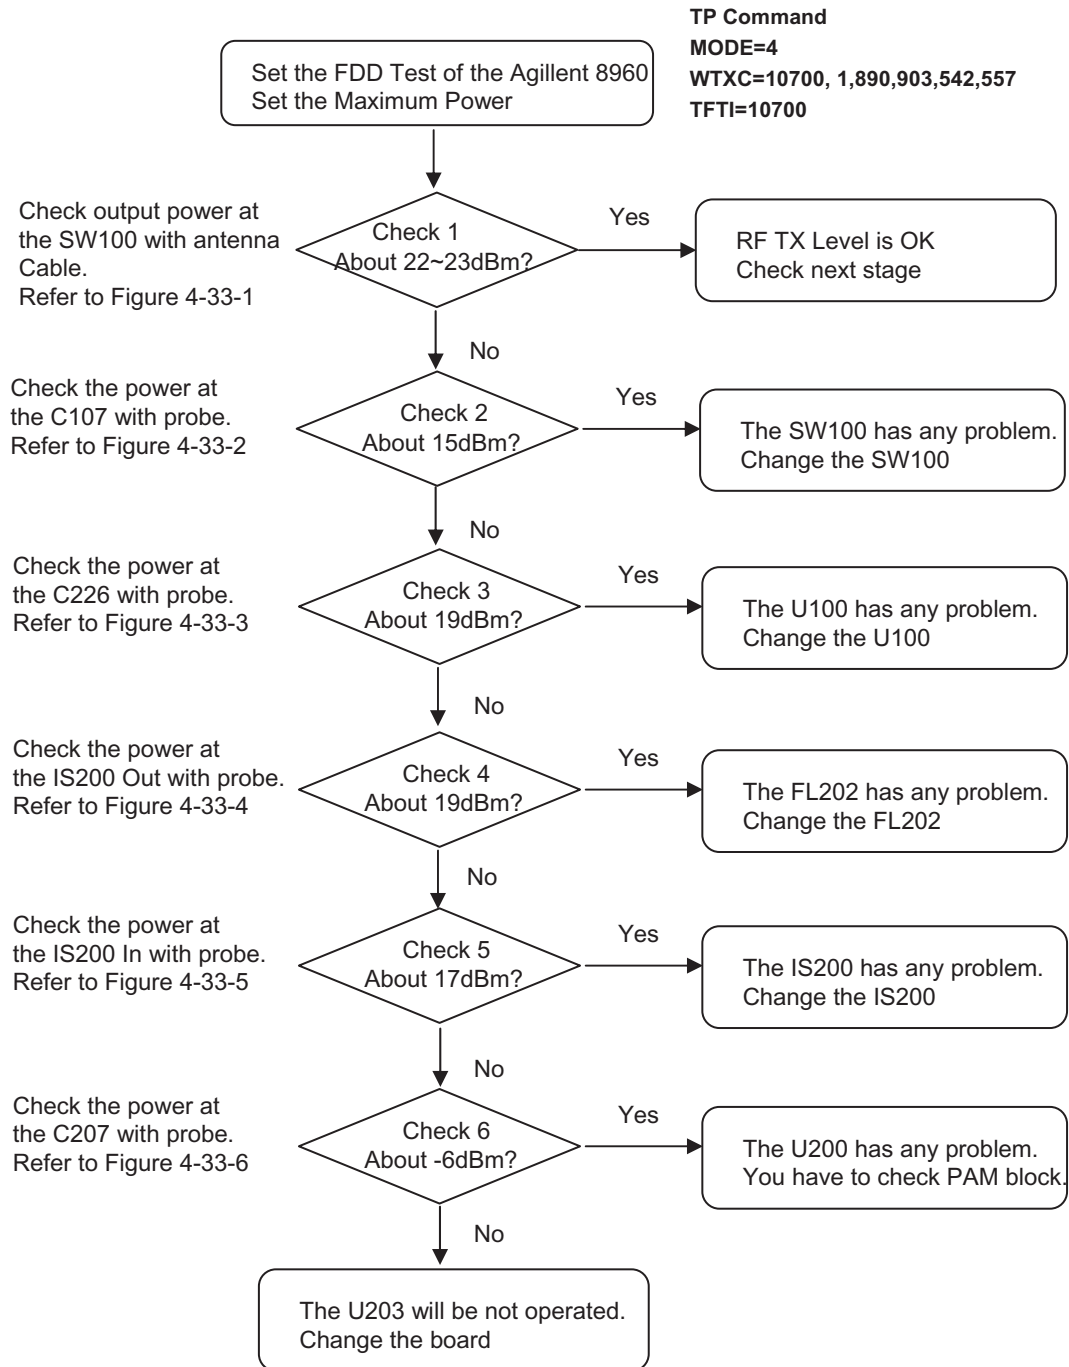 TP Command
MODE=4
WTXC=10700, 1,890,903,542,557
TFTI=10700
Set the FDD Test of the Agillent 8960
Set the Maximum Power
Check output power at
the SW100 with antenna
Cable.
Refer to Figure 4-33-1
Check 1
About 22~23dBm?
Yes
RF TX Level is OK
Check next stage
No
Check the power at
the C107 with probe.
Refer to Figure 4-33-2
Check 2
About 15dBm?
Yes
The SW100 has any problem.
Change the SW100
No
Check the power at
the C226 with probe.
Refer to Figure 4-33-3
Check 3
About 19dBm?
Yes
The U100 has any problem.
Change the U100
No
Check the power at
the IS200 Out with probe.
Refer to Figure 4-33-4
Check 4
About 19dBm?
Yes
The FL202 has any problem.
Change the FL202
No
Check the power at
the IS200 In with probe.
Refer to Figure 4-33-5
Check 5
About 17dBm?
Yes
The IS200 has any problem.
Change the IS200
No
Check the power at
the C207 with probe.
Refer to Figure 4-33-6
Check 6
About -6dBm?
Yes
The U200 has any problem.
You have to check PAM block.
No
The U203 will be not operated.
Change the board